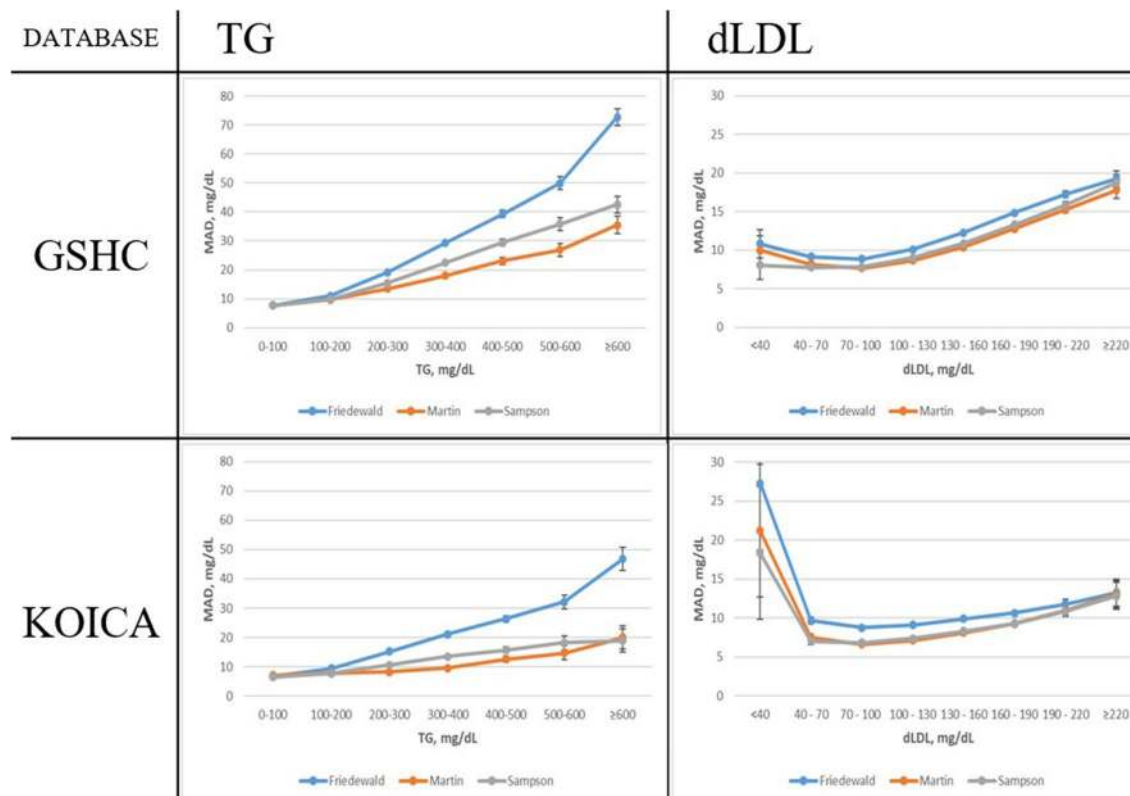 DATABASE
TG
dLDL
GSHC
80
70
60
50
40
30
20
10
0
MAD, mg/dL
0-100
100-200
200-300
300-400
400-500
500-600
≥600
TG, mg/dL
Friedewald
Martin
Sampson
30
25
20
15
10
5
0
MAD, mg/dL
<40
40 - 70
70 - 100
100 - 130
130 - 160
160 - 190
190 - 220
≥220
dLDL, mg/dL
Friedewald
Martin
Sampson
KOICA
80
70
60
50
40
30
20
10
0
MAD, mg/dL
0-100
100-200
200-300
300-400
400-500
500-600
≥600
TG, mg/dL
Friedewald
Martin
Sampson
30
25
20
15
10
5
0
MAD, mg/dL
<40
40 - 70
70 - 100
100 - 130
130 - 160
160 - 190
190 - 220
≥220
dLDL, mg/dL
Friedewald
Martin
Sampson